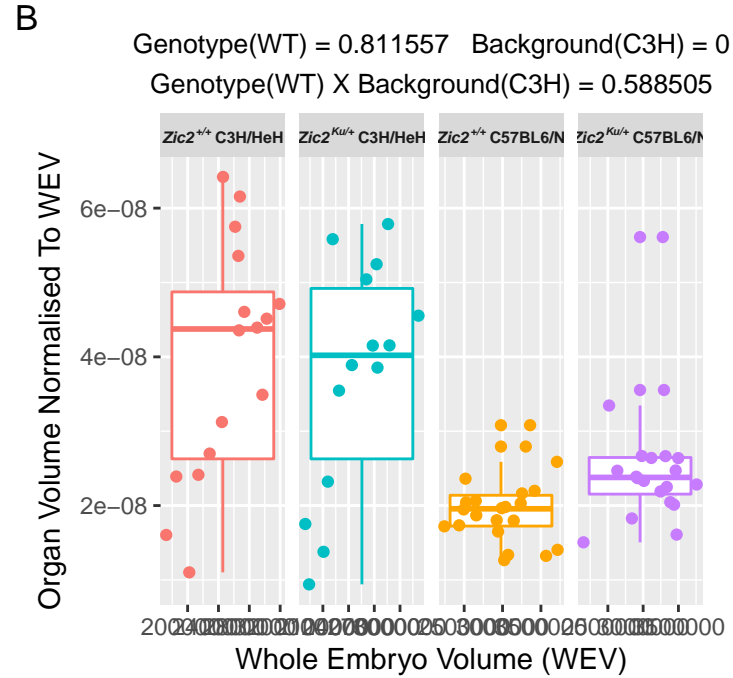 B
Genotype(WT) = 0.811557 Background(C3H) = 0
Genotype(WT) X Background(C3H) = 0.588505
Zic2+/+ C3H/HeH Zic2Ku/+ C3H/HeH Zic2+/+ C57BL6/N Zic2Ku/+ C57BL6/N
Organ Volume Normalised To WEV
6e−08
4e−08
2e−08
Whole Embryo Volume (WEV)